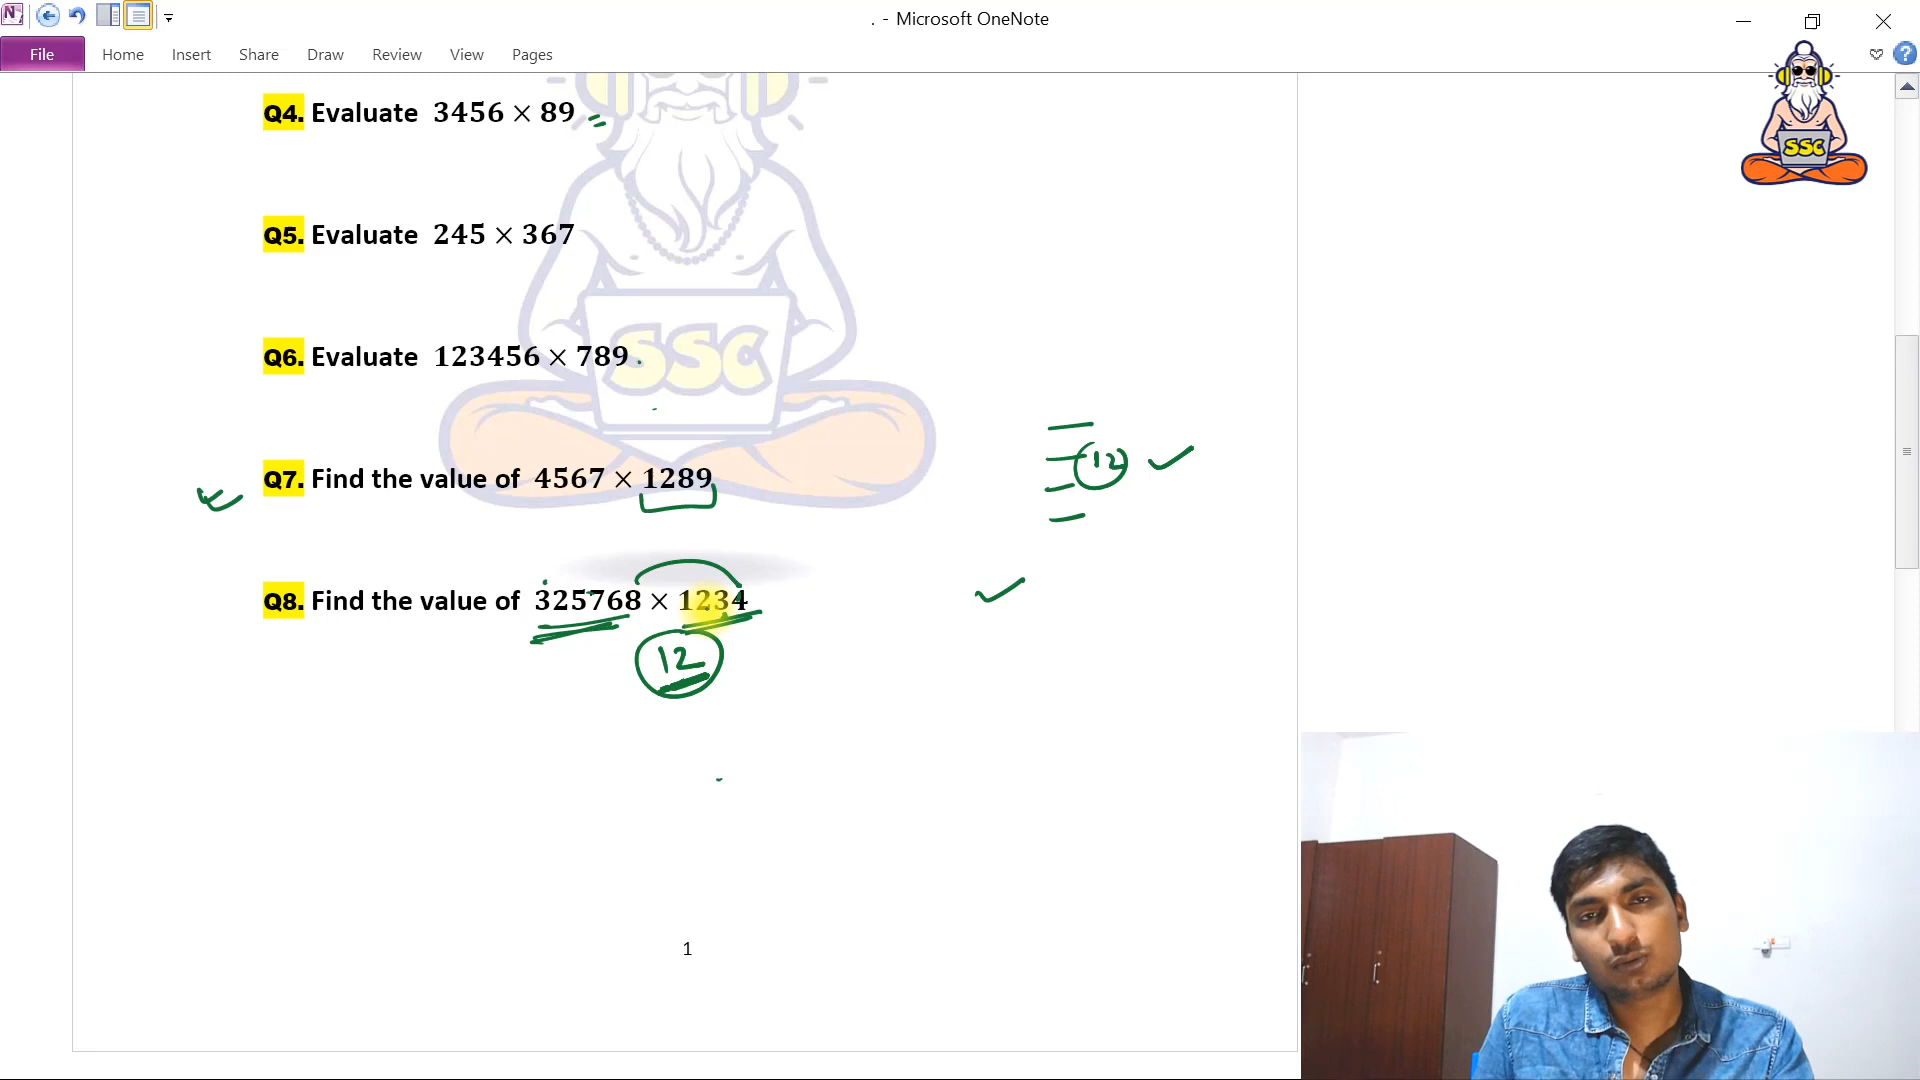 . - Microsoft OneNote
File Home Insert Share Draw Review View Pages
SSC
Q4. Evaluate 3456 × 89 =
Q5. Evaluate 245 × 367
Q6. Evaluate 123456 × 789
SSC
12
Q7. Find the value of 4567 × 1289
Q8. Find the value of 325768 × 1234
12
1